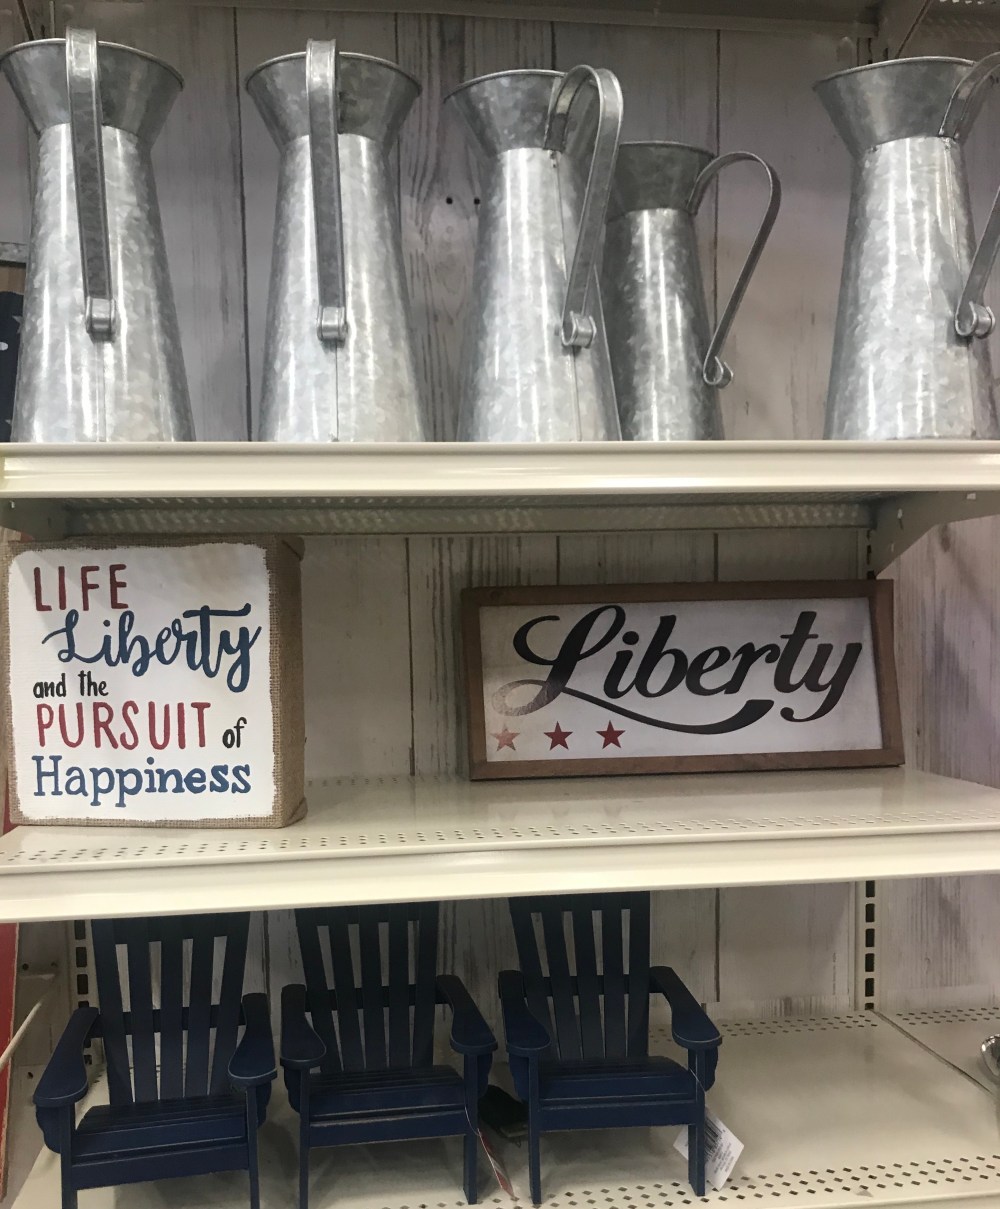 LIFE
Liberty
and the
PURSUIT of
Happiness
Liberty